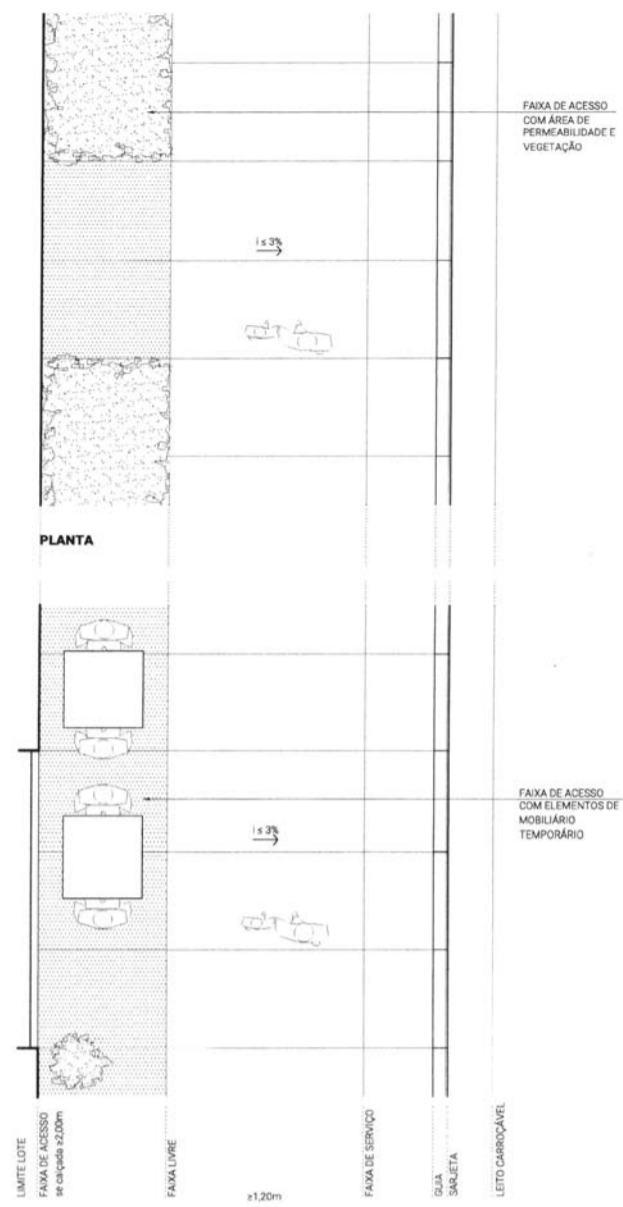 FAIXA DE ACESSO
COM ÁREA DE
PERMEABILIDADE E
VEGETAÇÃO
i ≤ 3%
PLANTA
FAIXA DE ACESSO
COM ELEMENTOS DE
MOBILIÁRIO
TEMPORÁRIO
i ≤ 3%
LIMITE LOTE
FAIXA DE ACESSO
se calçada ≥2,00m
FAIXA LIVRE
≥1,20m
FAIXA DE SERVIÇO
GUIA
SARJETA
LEITO CARROÇÁVEL